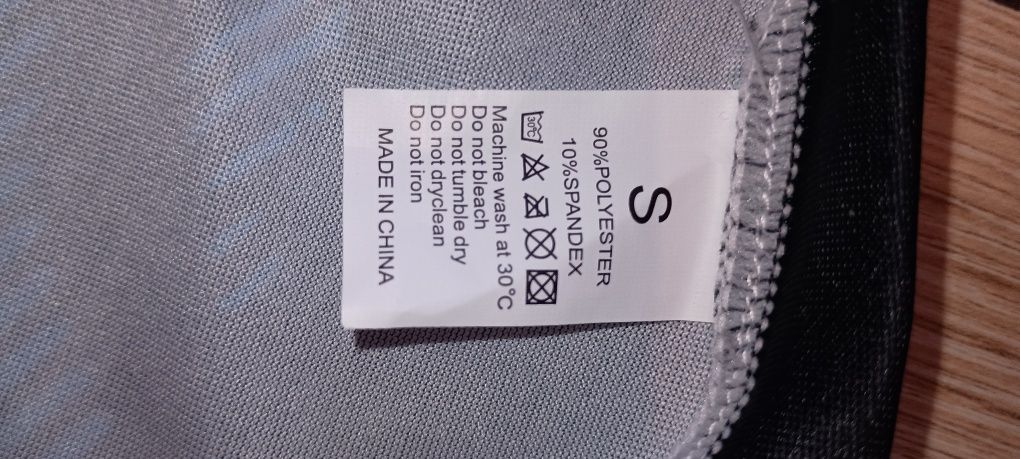 S
90%POLYESTER
10%SPANDEX
30℃
Machine wash at 30°C
Do not bleach
Do not tumble dry
Do not dryclean
Do not iron
MADE IN CHINA